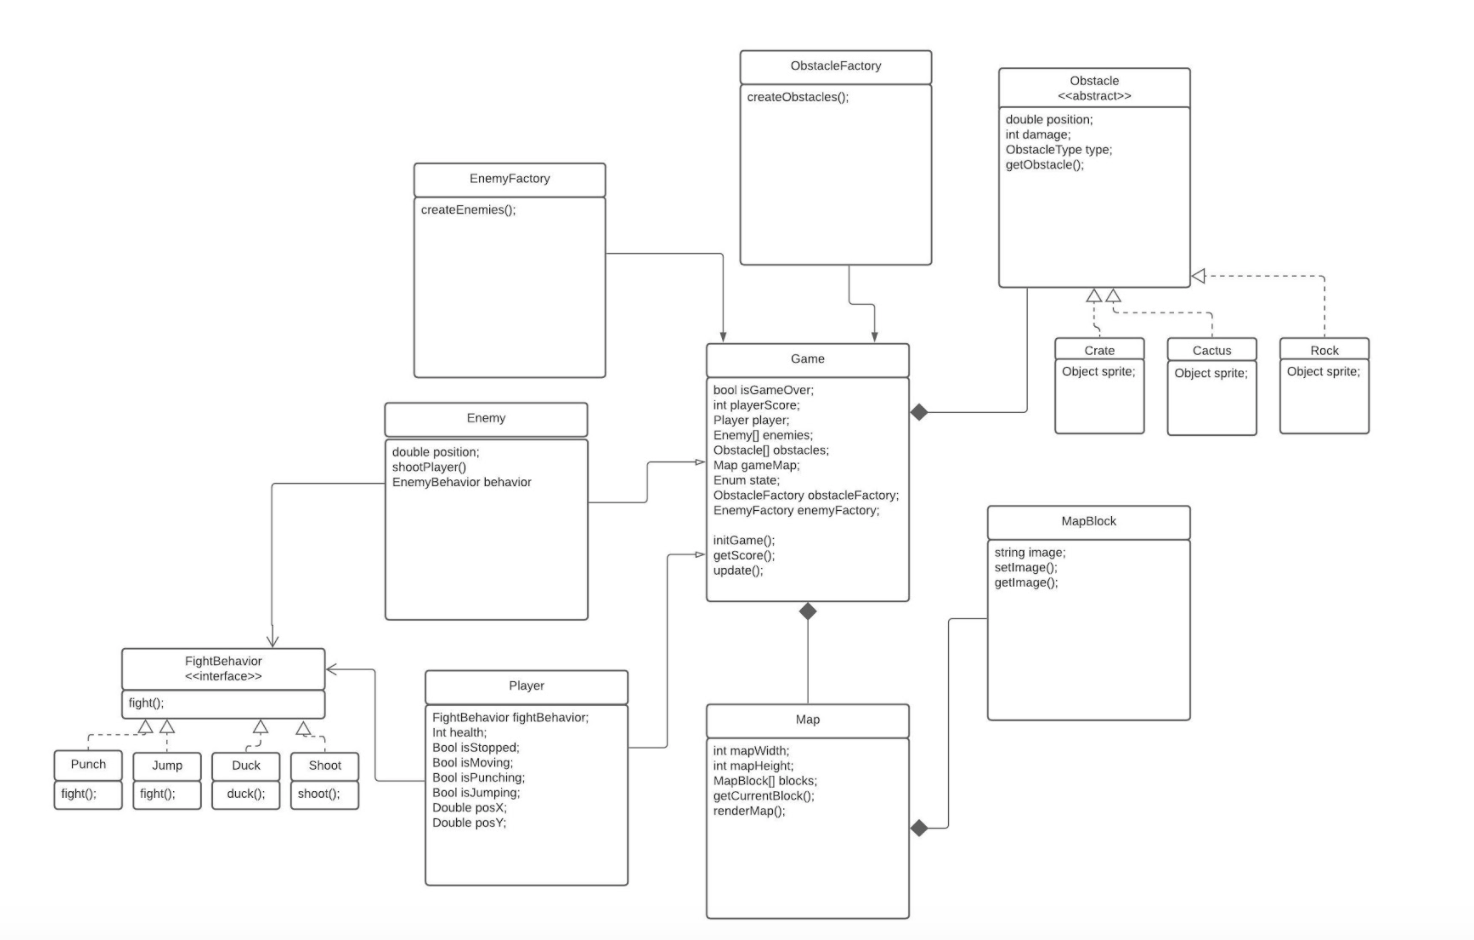 ObstacleFactory
createObstacles();
Obstacle
<<abstract>>
double position;
int damage;
ObstacleType type;
getObstacle();
EnemyFactory
createEnemies();
Game
bool isGameOver;
int playerScore;
Player player;
Enemy[] enemies;
Obstacle[] obstacles;
Map gameMap;
Enum state;
ObstacleFactory obstacleFactory;
EnemyFactory enemyFactory;
initGame();
getScore();
update();
Crate
Object sprite;
Cactus
Object sprite;
Rock
Object sprite;
Enemy
double position;
shootPlayer()
EnemyBehavior behavior
MapBlock
string image;
setImage();
getImage();
FightBehavior
<<interface>>
fight();
Punch
fight();
Jump
fight();
Duck
duck();
Shoot
shoot();
Player
FightBehavior fightBehavior;
Int health;
Bool isStopped;
Bool isMoving;
Bool isPunching;
Bool isJumping;
Double posX;
Double posY;
Map
int mapWidth;
int mapHeight;
MapBlock[] blocks;
getCurrentBlock();
renderMap();